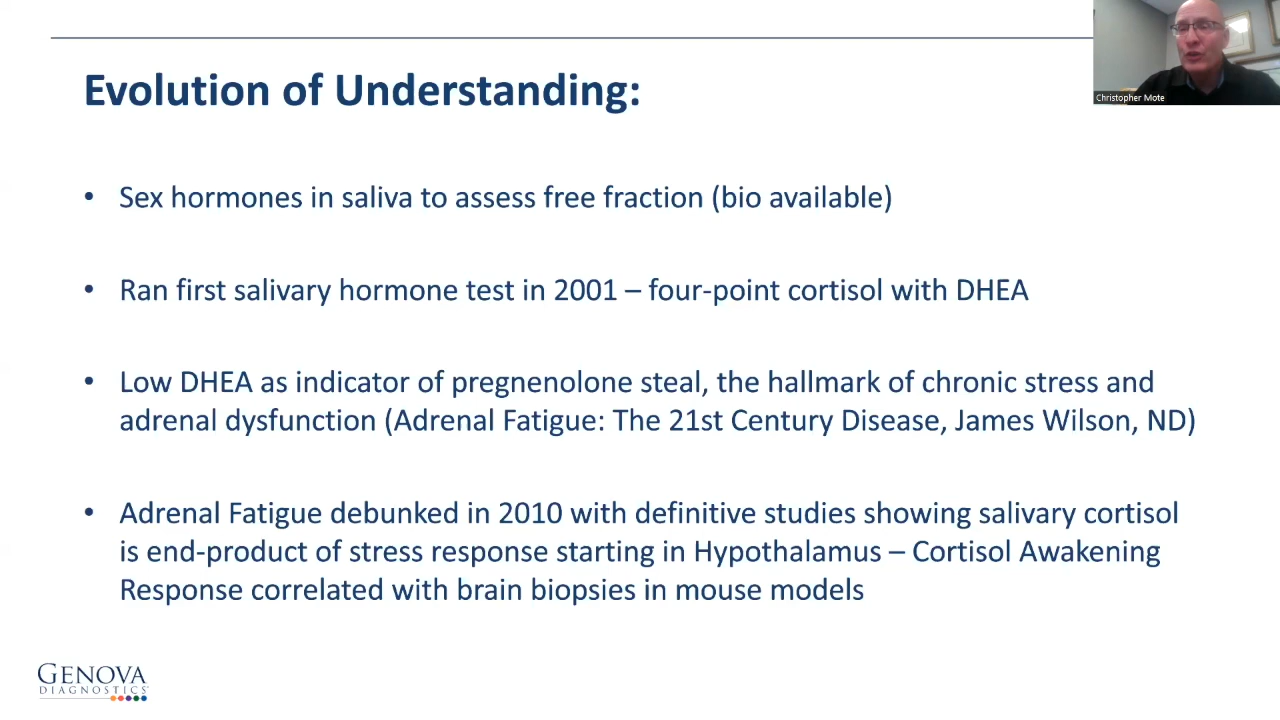 Christopher Mote
Evolution of Understanding:
• Sex hormones in saliva to assess free fraction (bio available)
• Ran first salivary hormone test in 2001 – four-point cortisol with DHEA
• Low DHEA as indicator of pregnenolone steal, the hallmark of chronic stress and
adrenal dysfunction (Adrenal Fatigue: The 21st Century Disease, James Wilson, ND)
• Adrenal Fatigue debunked in 2010 with definitive studies showing salivary cortisol
is end-product of stress response starting in Hypothalamus – Cortisol Awakening
Response correlated with brain biopsies in mouse models
GENOVA
DIAGNOSTICS